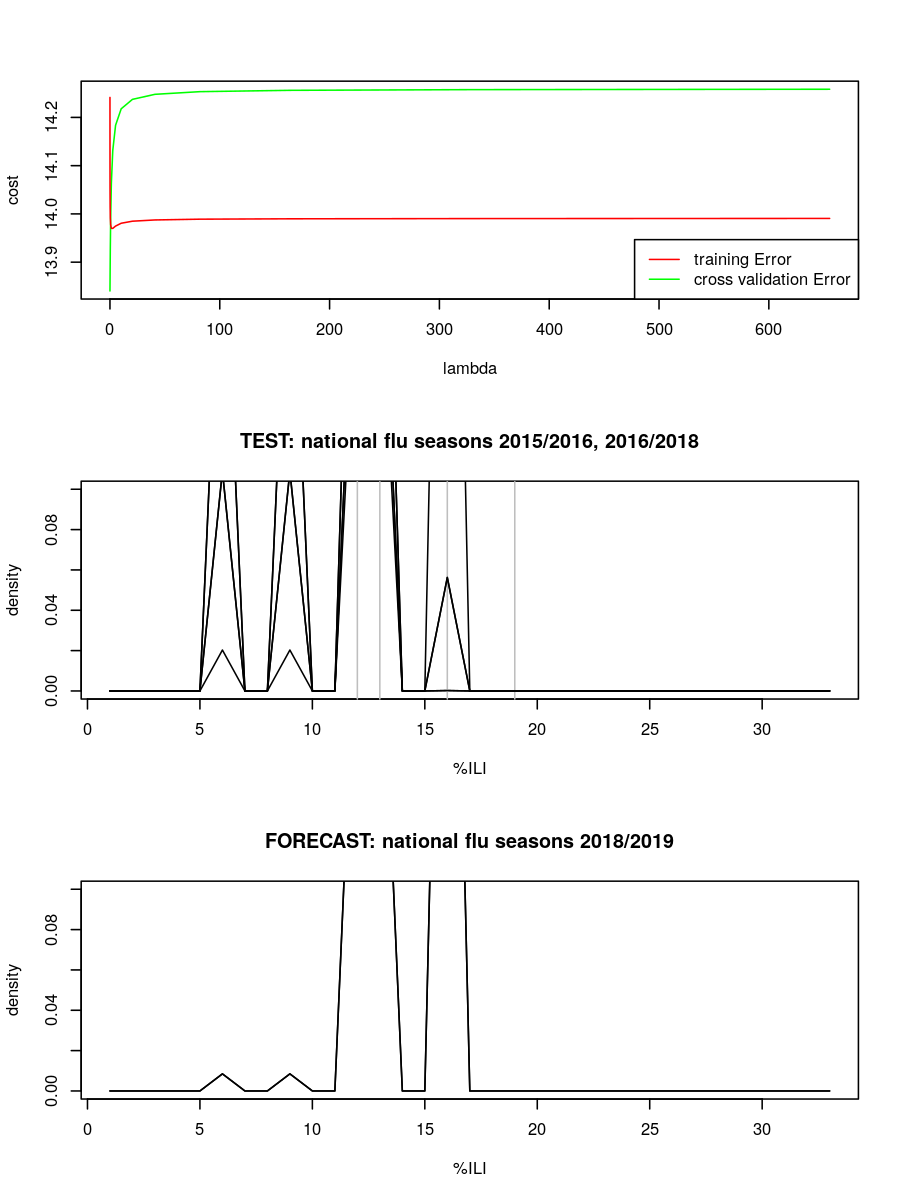 cost
14.2
14.1
14.0
13.9
training Error
cross validation Error
0 100 200 300 400 500 600
lambda
TEST: national flu seasons 2015/2016, 2016/2018
density
0.08
0.04
0.00
0 5 10 15 20 25 30
%ILI
FORECAST: national flu seasons 2018/2019
density
0.08
0.04
0.00
0 5 10 15 20 25 30
%ILI